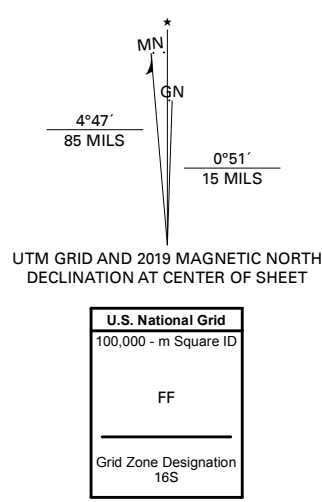 ★
MN
GN
4°47´
85 MILS
0°51´
15 MILS
UTM GRID AND 2019 MAGNETIC NORTH
DECLINATION AT CENTER OF SHEET
U.S. National Grid
100,000 - m Square ID
FF
Grid Zone Designation
16S